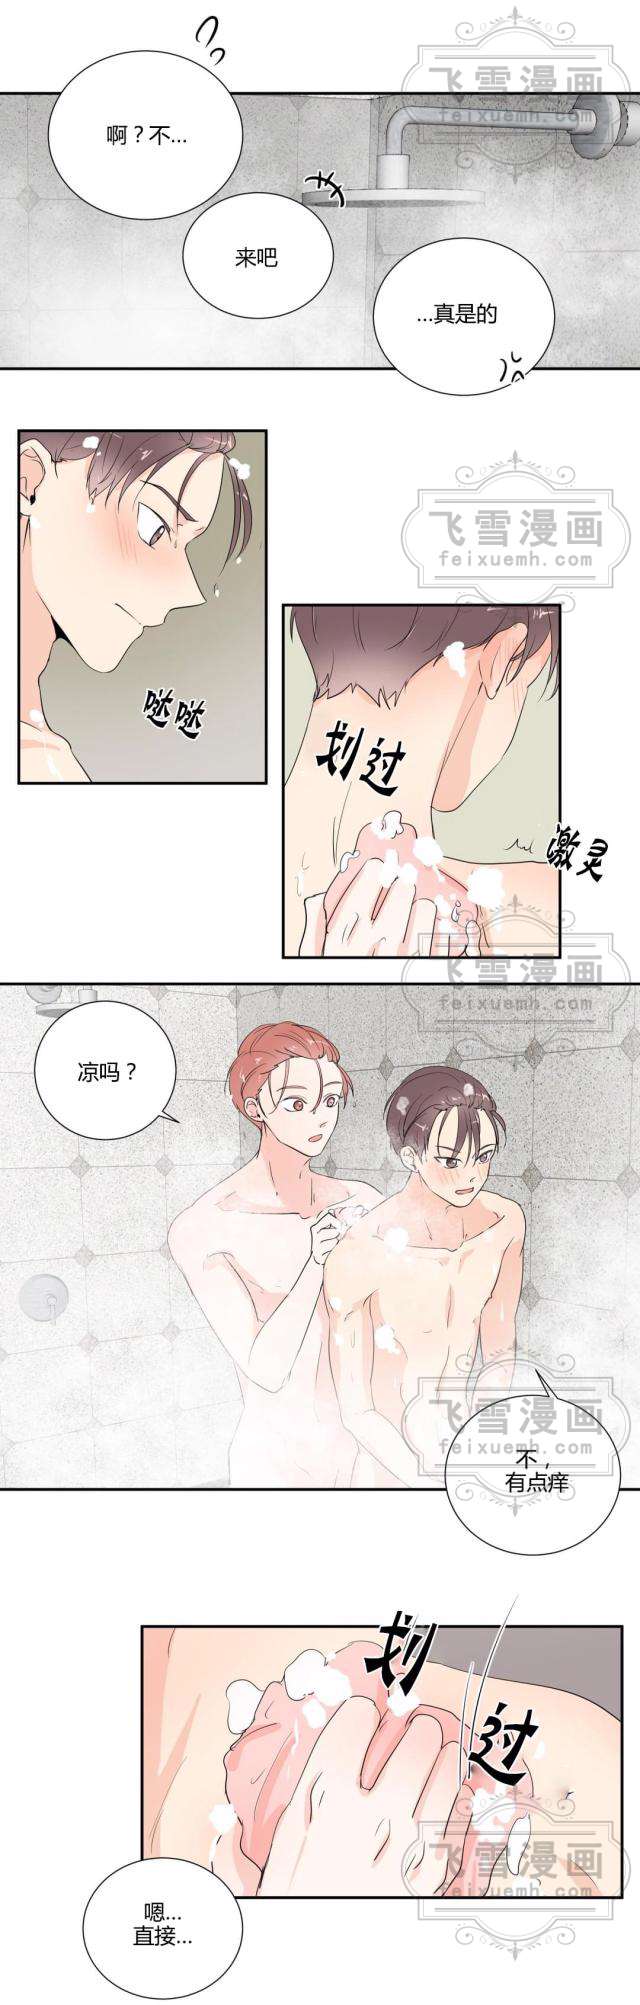 飞雪漫画
feixuemh.com
啊？不…
来吧
…真是的
飞雪漫画
feixuemh.com
哒哒
划过
激灵
飞雪漫画
feixuemh.com
凉吗？
飞雪漫画
feixuemh.com
不，
有点痒
划
过
飞雪漫画
feixuemh.com
嗯…
直接…